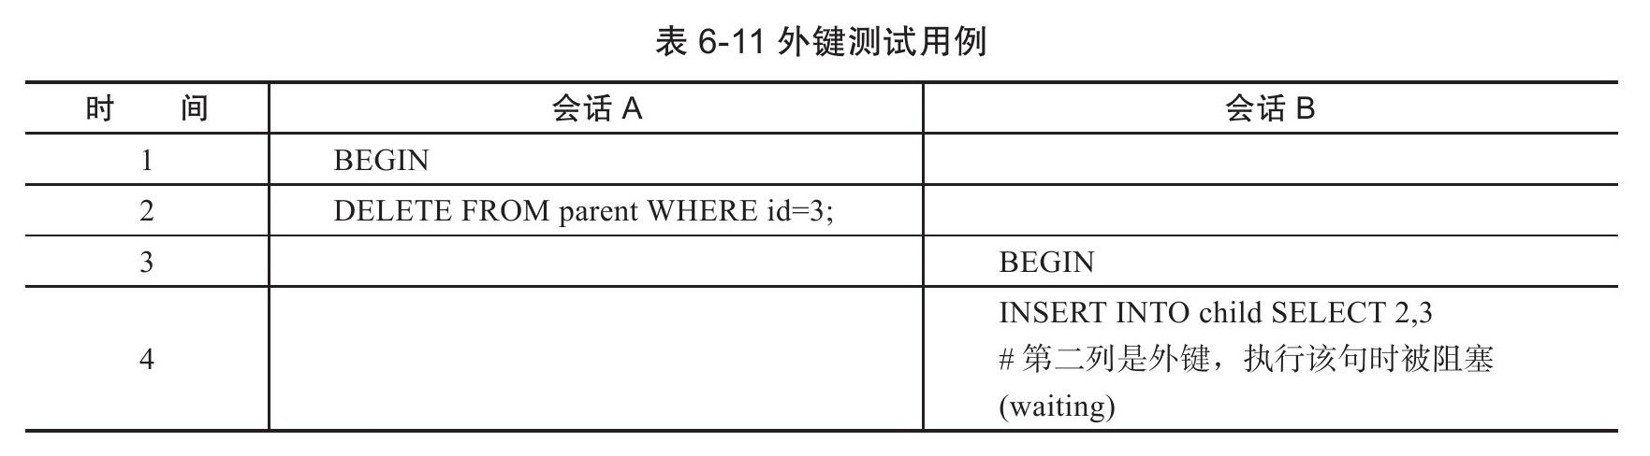 表 6-11 外键测试用例
时 间 会话 A 会话 B
1 BEGIN
2 DELETE FROM parent WHERE id=3;
3 BEGIN
INSERT INTO child SELECT 2,3
4 # 第二列是外键，执行该句时被阻塞
(waiting)